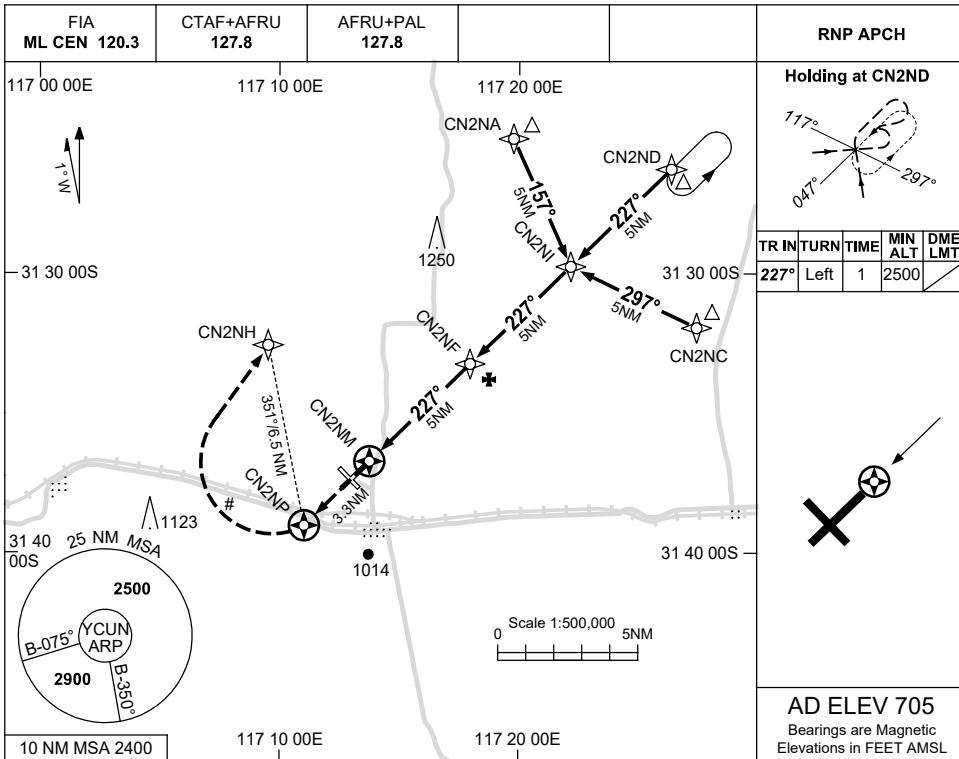 FIA
ML CEN 120.3
CTAF+AFRU
127.8
AFRU+PAL
127.8
RNP APCH
117 00 00E
117 10 00E
117 20 00E
Holding at CN2ND
117°
297°
047°
TR IN TURN TIME MIN ALT DME LMT
227° Left 1 2500
1° W
CN2NA
CN2ND
157°
5NM
227°
5NM
CN2NI
1250
31 30 00S
31 30 00S
297°
5NM
CN2NC
227°
5NM
CN2NF
CN2NH
227°
5NM
CN2NM
351°/6.5 NM
CN2NP
3.3NM
#
1123
31 40 00S
31 40 00S
1014
25 NM MSA
2500
YCUN
ARP
B-075°
2900
B-350°
Scale 1:500,000
0 5NM
10 NM MSA 2400
117 10 00E
117 20 00E
AD ELEV 705
Bearings are Magnetic
Elevations in FEET AMSL